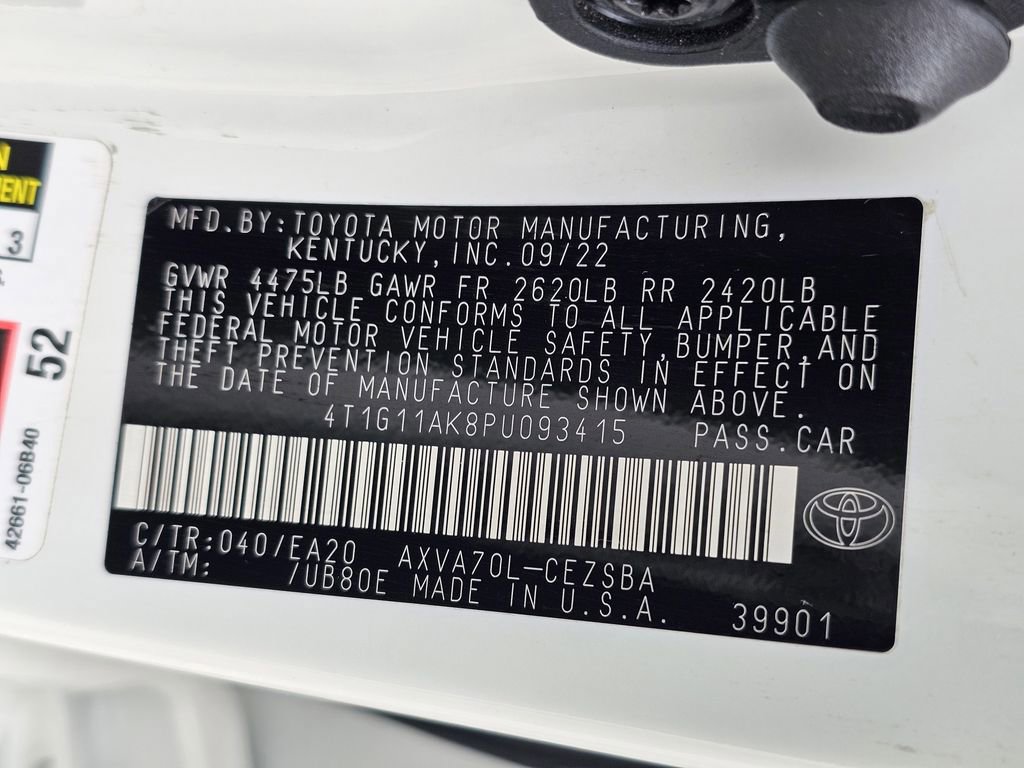 MFD.BY:TOYOTA MOTOR MANUFACTURING,
KENTUCKY,INC.09/22
GVWR 4475LB GAWR FR 2620LB RR 2420LB
THIS VEHICLE CONFORMS TO ALL APPLICABLE
FEDERAL MOTOR VEHICLE SAFETY,BUMPER,AND
THEFT PREVENTION STANDARDS IN EFFECT ON
THE DATE OF MANUFACTURE SHOWN ABOVE.
4T1G11AK8PU093415 PASS.CAR
C/TR:040/EA20 AXVA70L-CEZSBA
A/TM: /UB80E MADE IN U.S.A. 39901
3
52
42661-06B40